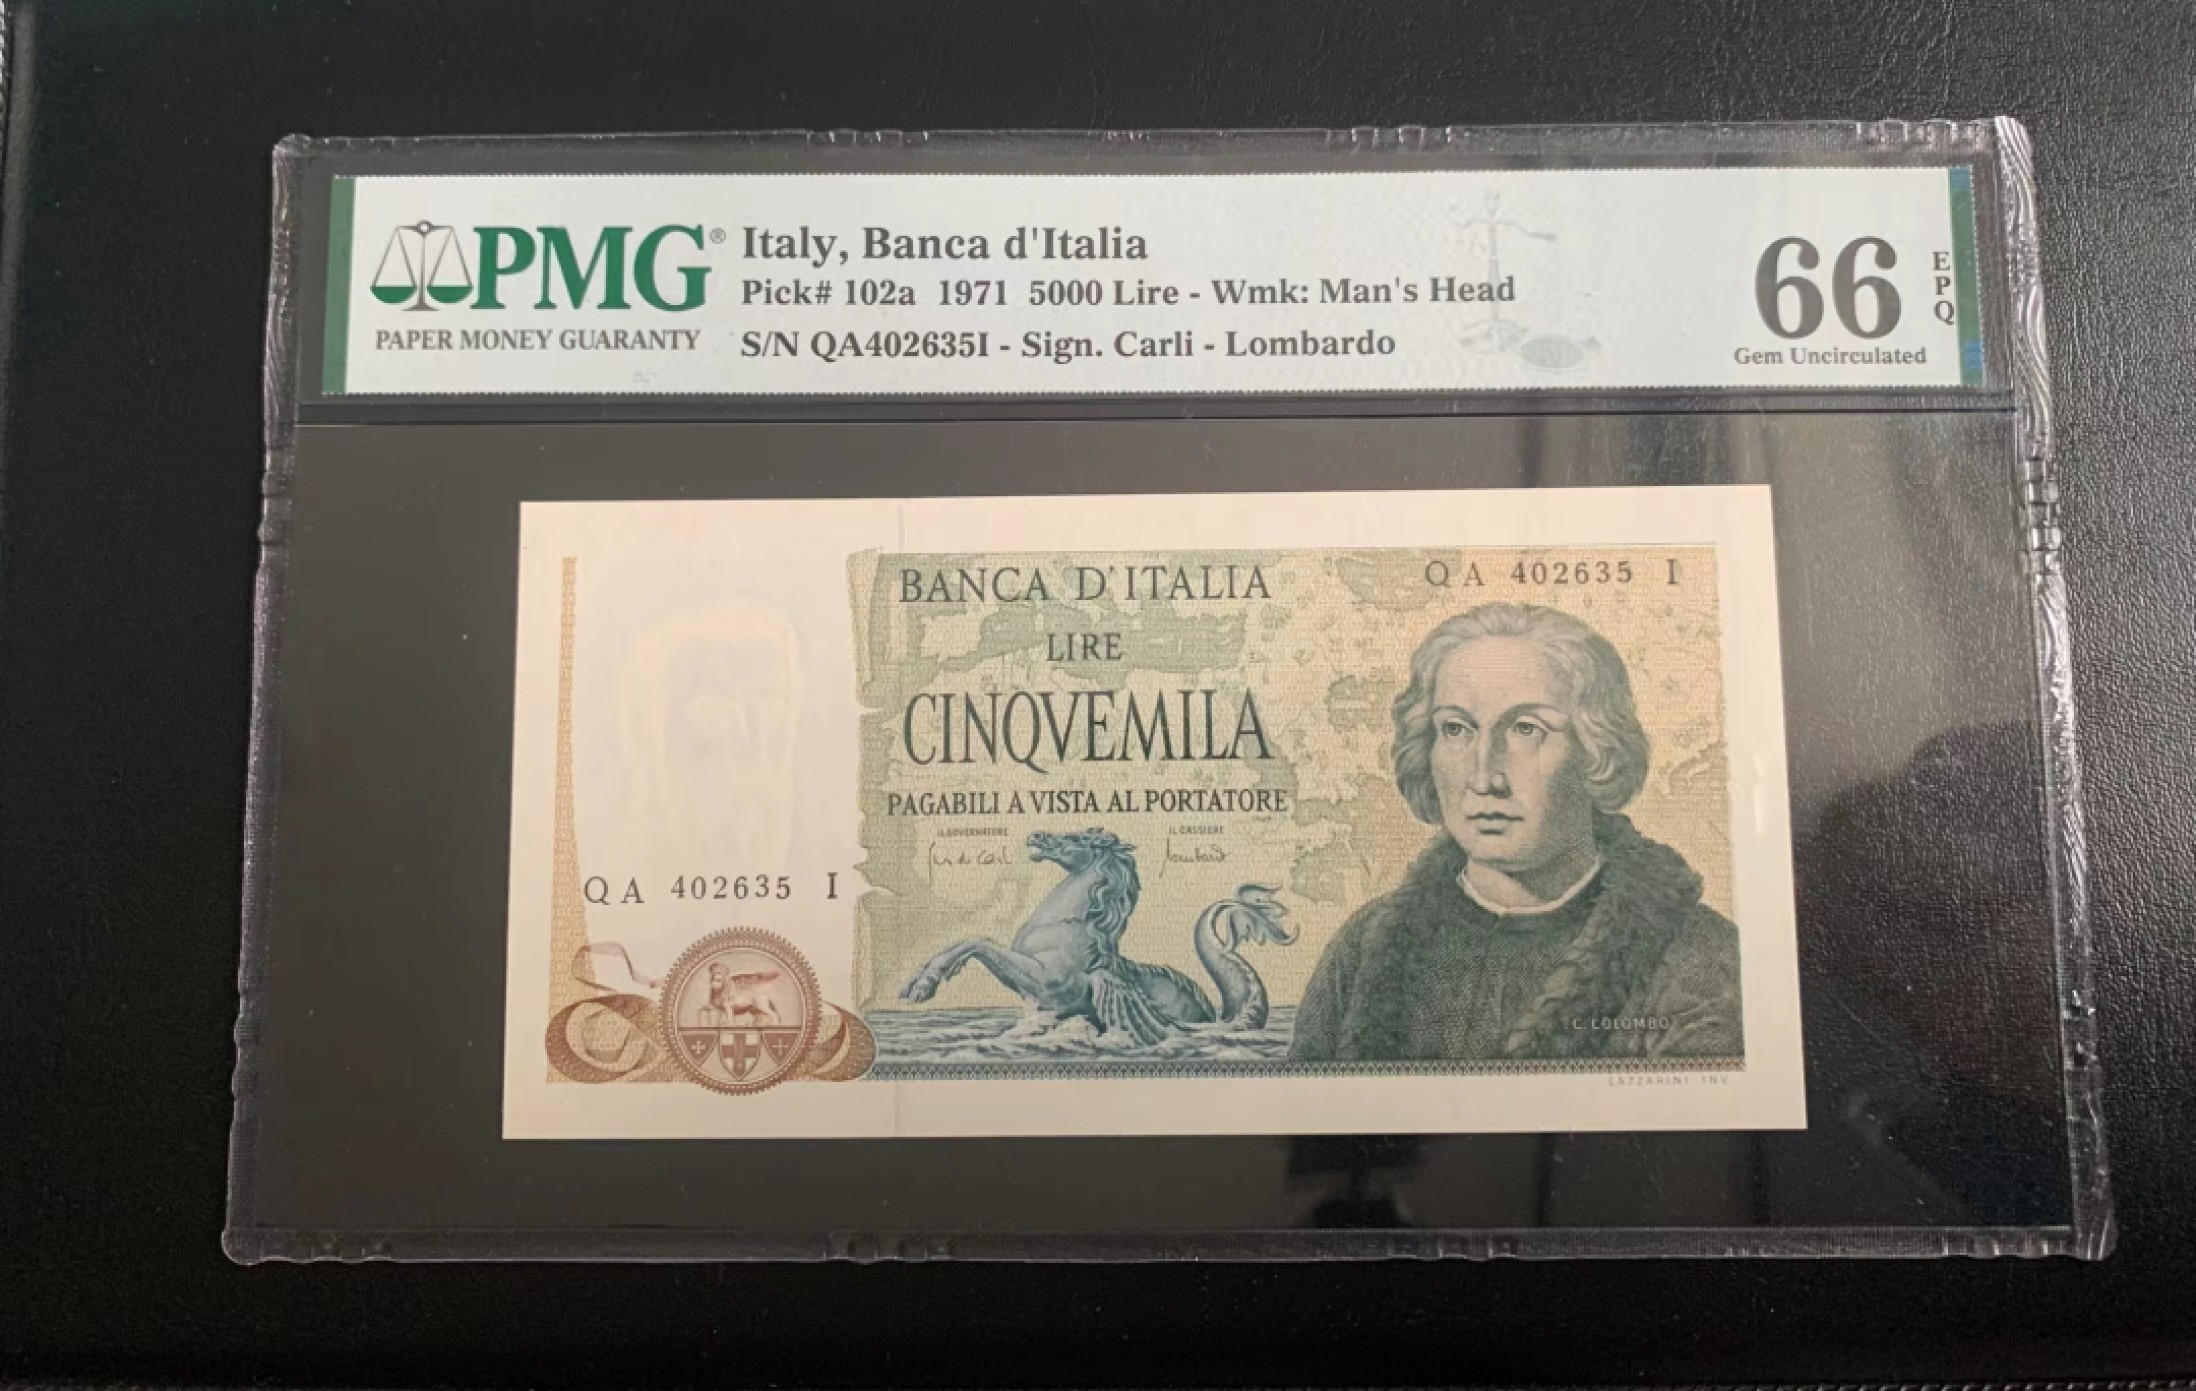 PMG®
PAPER MONEY GUARANTY
Italy, Banca d'Italia
Pick# 102a 1971 5000 Lire - Wmk: Man's Head
S/N QA402635I - Sign. Carli - Lombardo
66
EPQ
Gem Uncirculated
BANCA D'ITALIA
QA 402635 I
LIRE
CINQVEMILA
PAGABILI A VISTA AL PORTATORE
IL GOVERNATORE
IL CASSIERE
QA 402635 I
C. COLOMBO
LAZZARINI INV.